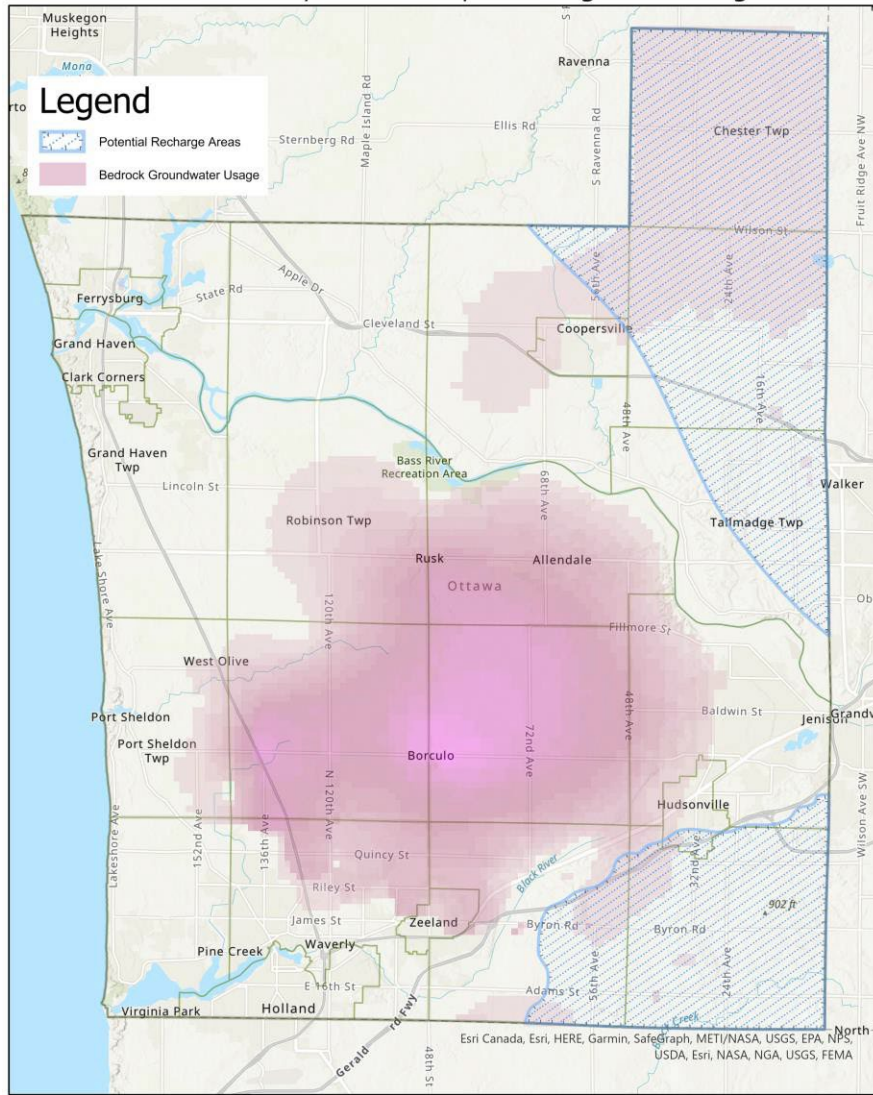 Muskegon
Heights
Mona
Ravenna
Legend
Potential Recharge Areas
Bedrock Groundwater Usage
Sternberg Rd
Maple Island Rd
Ellis Rd
S Ravenna Rd
Chester Twp
Fruit Ridge Ave NW
Wilson St
24th Ave
56th Ave
Apple Dr
State Rd
Ferrysburg
Cleveland St
Coopersville
Grand Haven
Clark Corners
16th Ave
48th Ave
Grand Haven
Twp
Bass River
Recreation Area
Lincoln St
68th Ave
Walker
Robinson Twp
Tallmadge Twp
Lake Shore Ave
Rusk
Allendale
Ottawa
120th Ave
Fillmore St
West Olive
48th Ave
Port Sheldon
Baldwin St
Jenison
Grandv
Port Sheldon
Twp
Borculo
72nd Ave
N 120th Ave
Hudsonville
Lakeshore Ave
152nd Ave
136th Ave
Quincy St
Black River
32nd Ave
Wilson Ave SW
Riley St
902 ft
James St
Zeeland
Byron Rd
Byron Rd
Pine Creek
Waverly
E 16th St
Adams St
56th Ave
24th Ave
Virginia Park
Holland
Gerald
rd Fwy
48th St
Creek
North
Esri Canada, Esri, HERE, Garmin, SafeGraph, METI/NASA, USGS, EPA, NPS,
USDA, Esri, NASA, NGA, USGS, FEMA